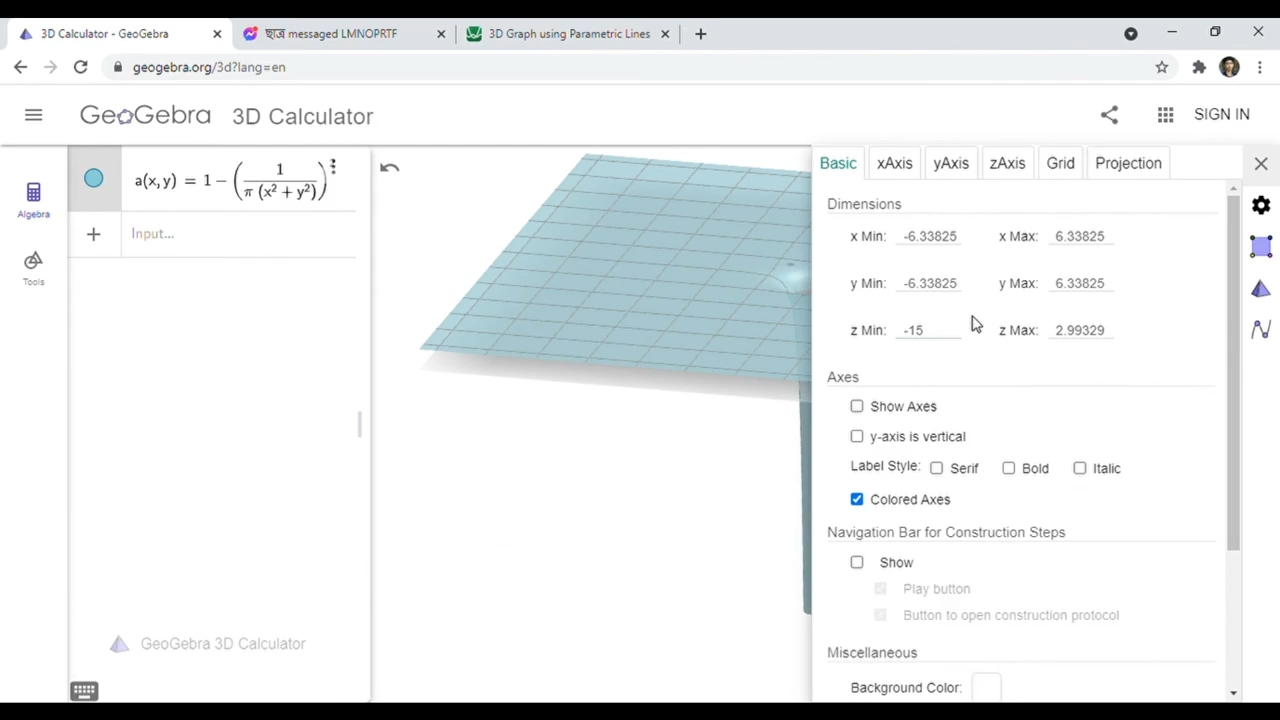 3D Calculator - GeoGebra
ছাত্র messaged LMNOPRTF
3D Graph using Parametric Lines
geogebra.org/3d?lang=en
GeoGebra 3D Calculator
SIGN IN
a(x,y) = 1 − (1 / π (x² + y²))
Input...
Algebra
Tools
GeoGebra 3D Calculator
Basic xAxis yAxis zAxis Grid Projection
Dimensions
x Min: -6.33825 x Max: 6.33825
y Min: -6.33825 y Max: 6.33825
z Min: -15 z Max: 2.99329
Axes
Show Axes
y-axis is vertical
Label Style: Serif Bold Italic
Colored Axes
Navigation Bar for Construction Steps
Show
Play button
Button to open construction protocol
Miscellaneous
Background Color: